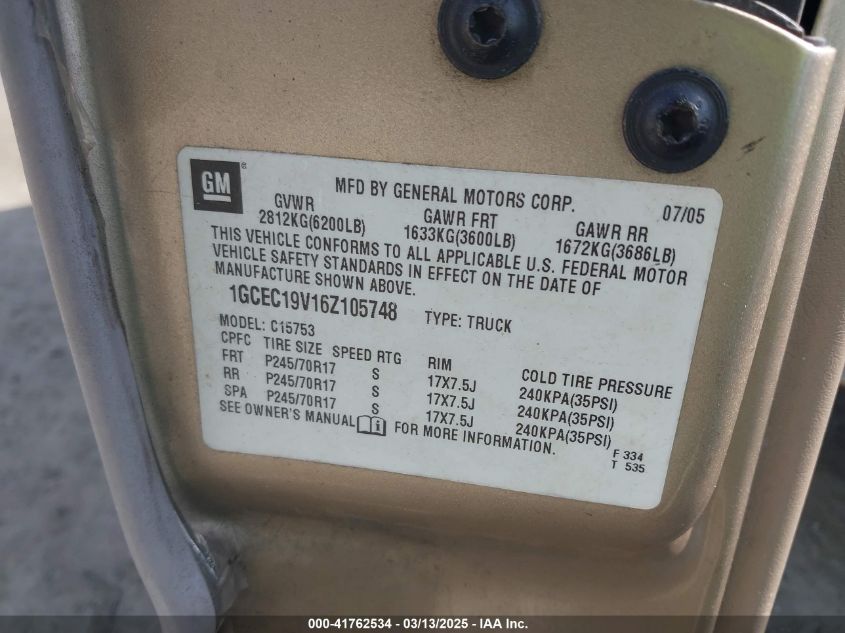 GM ®
MFD BY GENERAL MOTORS CORP. 07/05
GVWR GAWR FRT GAWR RR
2812KG(6200LB) 1633KG(3600LB) 1672KG(3686LB)
THIS VEHICLE CONFORMS TO ALL APPLICABLE U.S. FEDERAL MOTOR
VEHICLE SAFETY STANDARDS IN EFFECT ON THE DATE OF
MANUFACTURE SHOWN ABOVE.
1GCEC19V16Z105748 TYPE: TRUCK
MODEL: C15753
CPFC TIRE SIZE SPEED RTG RIM COLD TIRE PRESSURE
FRT P245/70R17 S 17X7.5J 240KPA(35PSI)
RR P245/70R17 S 17X7.5J 240KPA(35PSI)
SPA P245/70R17 S 17X7.5J 240KPA(35PSI)
SEE OWNER'S MANUAL i FOR MORE INFORMATION.
F 334
T 535
000-41762534 - 03/13/2025 - IAA Inc.